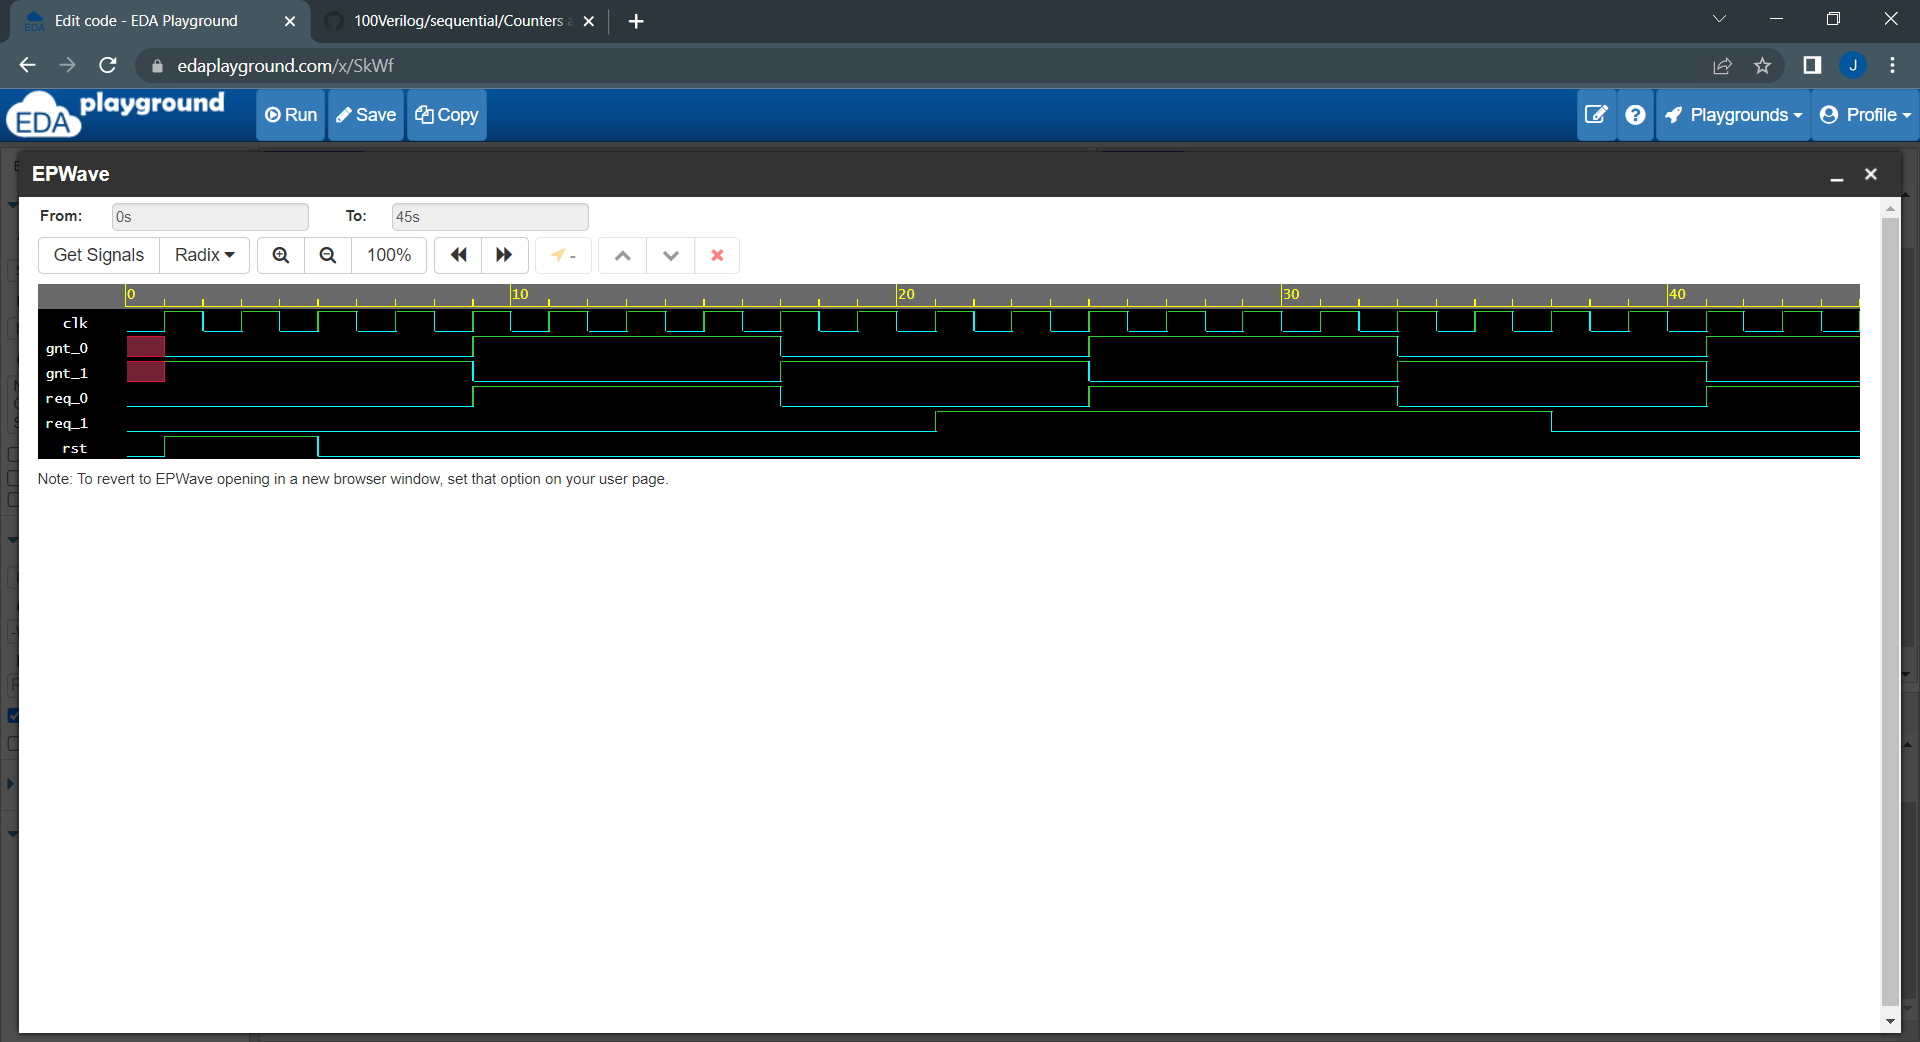 Edit code - EDA Playground
100Verilog/sequential/Counters a
edaplayground.com/x/SkWf
J
EDA playground
Run
Save
Copy
Playgrounds
Profile
EPWave
From: 0s To: 45s
Get Signals
Radix
100%
-
0 10 20 30 40
clk
gnt_0
gnt_1
req_0
req_1
rst
Note: To revert to EPWave opening in a new browser window, set that option on your user page.